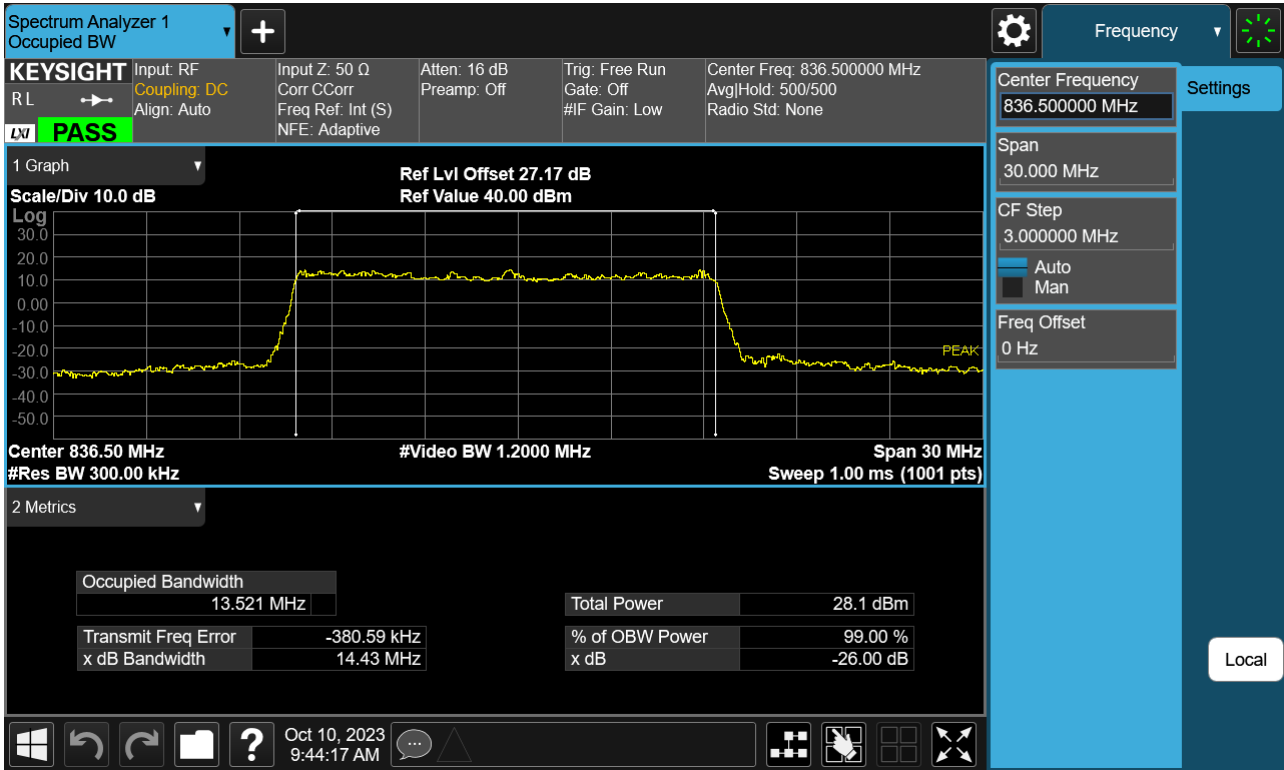 Spectrum Analyzer 1
Occupied BW
+
Frequency
KEYSIGHT
R L
LXI PASS
Input: RF
Coupling: DC
Align: Auto
Input Z: 50 Ω
Corr CCorr
Freq Ref: Int (S)
NFE: Adaptive
Atten: 16 dB
Preamp: Off
Trig: Free Run
Gate: Off
#IF Gain: Low
Center Freq: 836.500000 MHz
Avg|Hold: 500/500
Radio Std: None
Center Frequency
836.500000 MHz
Settings
Span
30.000 MHz
CF Step
3.000000 MHz
Auto
Man
Freq Offset
0 Hz
Local
1 Graph
Scale/Div 10.0 dB
Ref Lvl Offset 27.17 dB
Ref Value 40.00 dBm
Log
30.0
20.0
10.0
0.00
-10.0
-20.0
-30.0
-40.0
-50.0
PEAK
Center 836.50 MHz
#Video BW 1.2000 MHz
Span 30 MHz
#Res BW 300.00 kHz
Sweep 1.00 ms (1001 pts)
2 Metrics
Occupied Bandwidth
13.521 MHz
Total Power 28.1 dBm
Transmit Freq Error -380.59 kHz
% of OBW Power 99.00 %
x dB Bandwidth 14.43 MHz
x dB -26.00 dB
?
Oct 10, 2023
9:44:17 AM